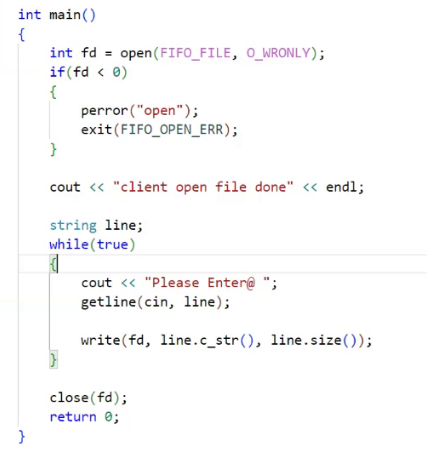 int main()
{
    int fd = open(FIFO_FILE, O_WRONLY);
    if(fd < 0)
    {
        perror("open");
        exit(FIFO_OPEN_ERR);
    }

    cout << "client open file done" << endl;

    string line;
    while(true)
    {
        cout << "Please Enter@ ";
        getline(cin, line);

        write(fd, line.c_str(), line.size());
    }

    close(fd);
    return 0;
}